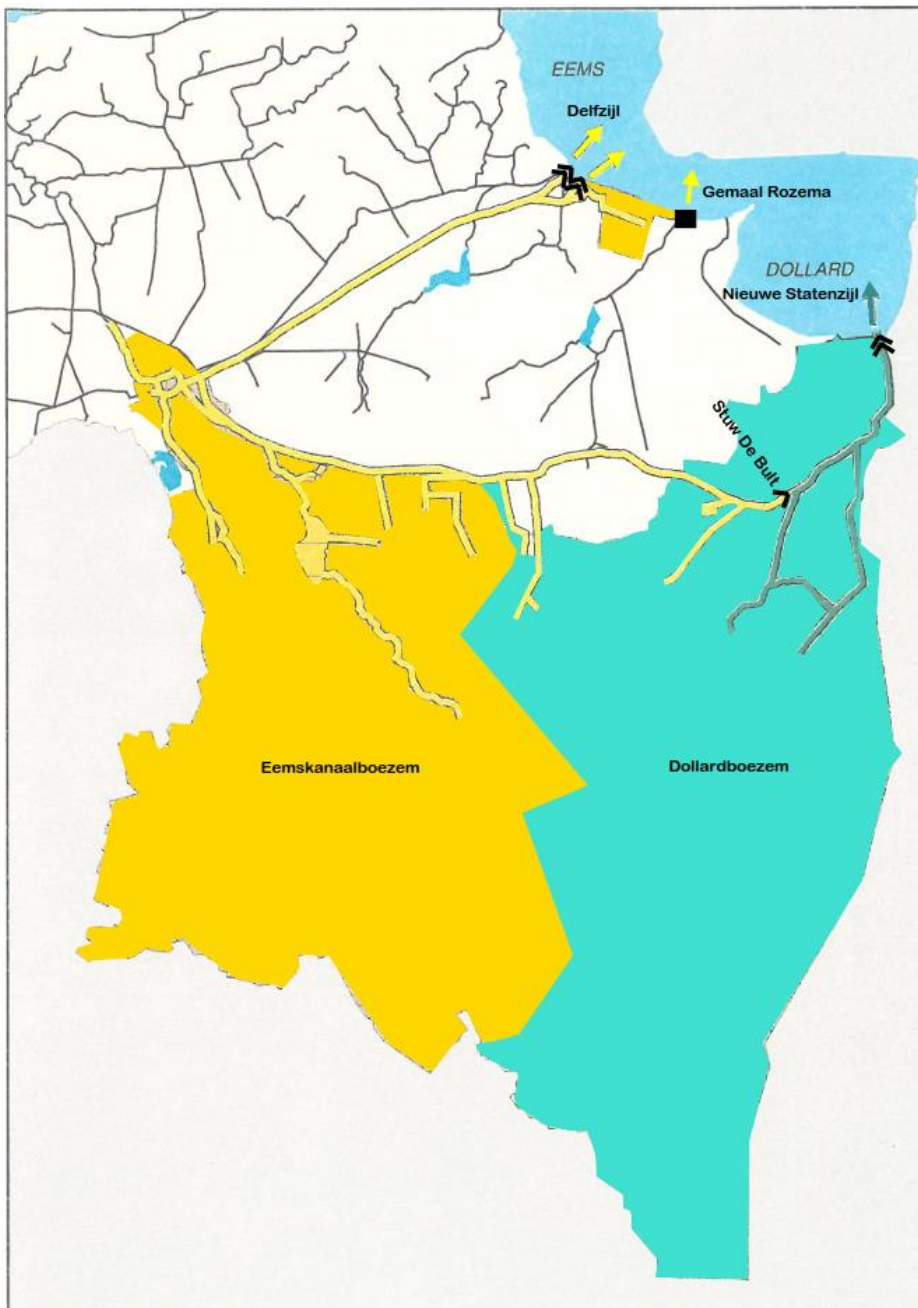 EEMS
Delfzijl
Gemaal Rozema
DOLLARD
Nieuwe Statenzijl
Stuw De Bult
Eemskanaalboezem
Dollardboezem